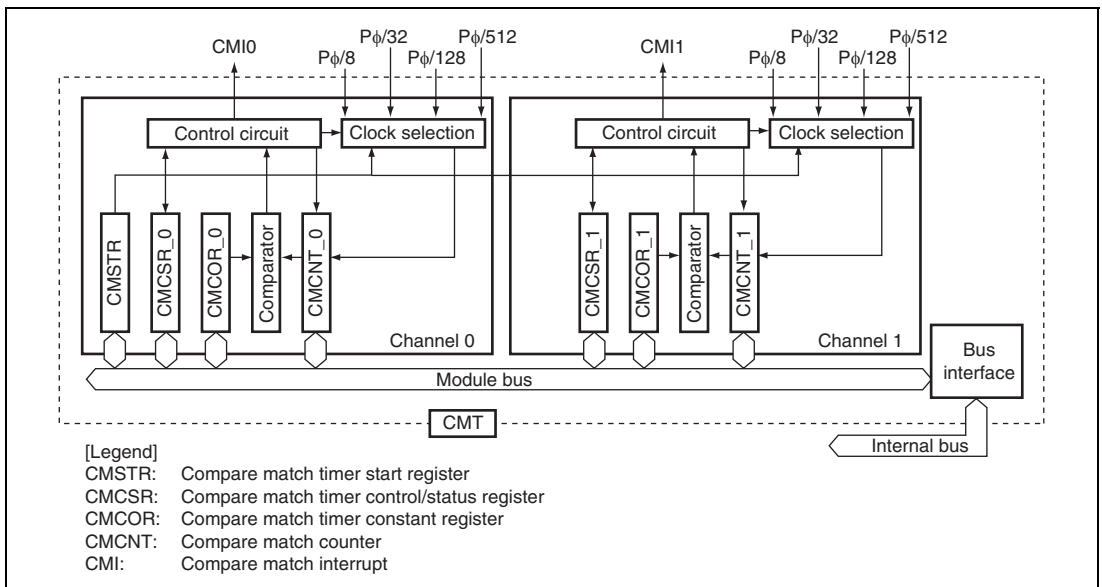 CMI0
Pφ/8
Pφ/32
Pφ/128
Pφ/512
CMI1
Pφ/8
Pφ/32
Pφ/128
Pφ/512
Control circuit
Clock selection
Control circuit
Clock selection
CMSTR
CMCSR_0
CMCOR_0
Comparator
CMCNT_0
CMCSR_1
CMCOR_1
Comparator
CMCNT_1
Channel 0
Channel 1
Bus
interface
Module bus
CMT
Internal bus
[Legend]
CMSTR: Compare match timer start register
CMCSR: Compare match timer control/status register
CMCOR: Compare match timer constant register
CMCNT: Compare match counter
CMI: Compare match interrupt